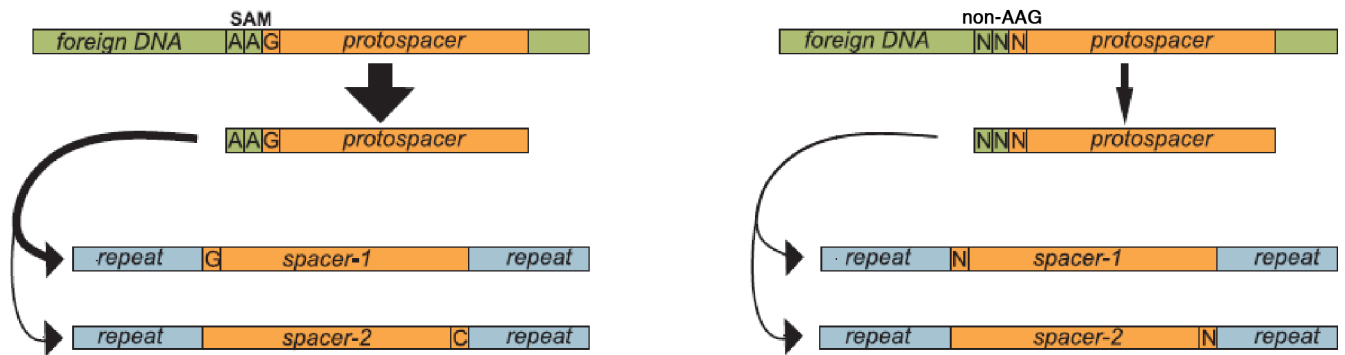 SAM
foreign DNA A A G protospacer
A A G protospacer
repeat G spacer-1 repeat
repeat spacer-2 C repeat
non-AAG
foreign DNA N N N protospacer
N N N protospacer
repeat N spacer-1 repeat
repeat spacer-2 N repeat